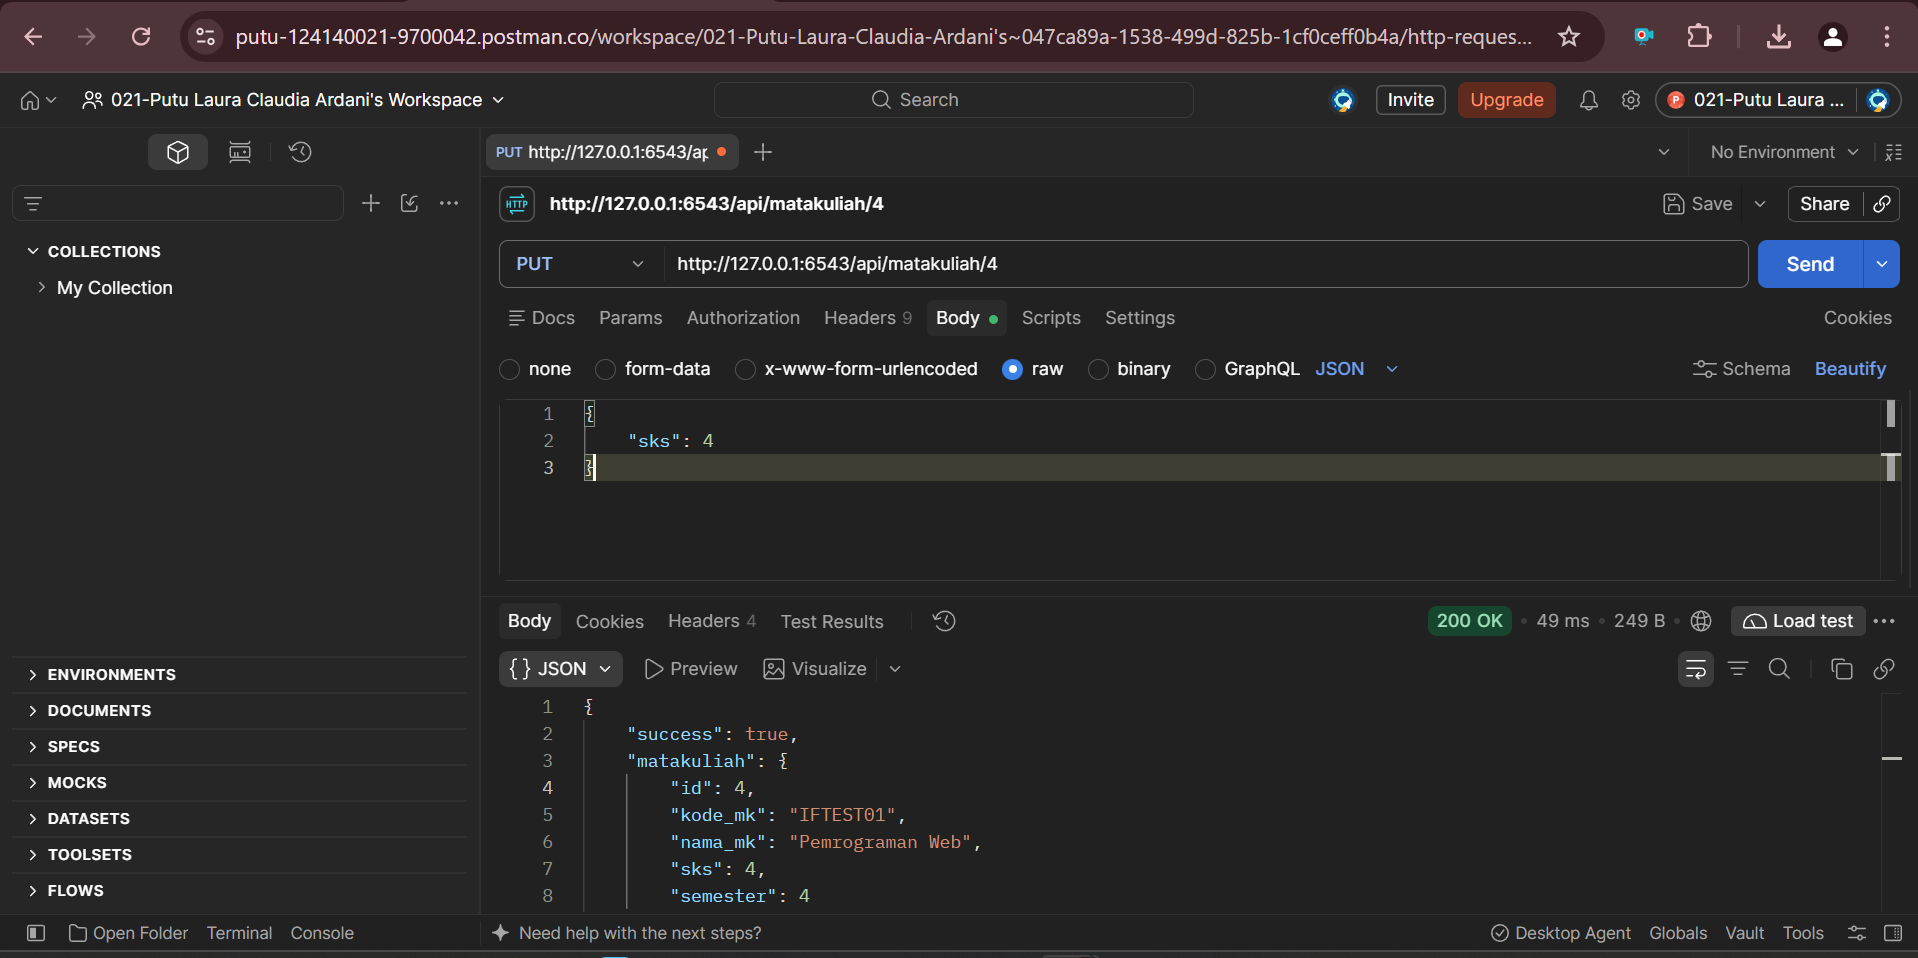 putu-124140021-9700042.postman.co/workspace/021-Putu-Laura-Claudia-Ardani's~047ca89a-1538-499d-825b-1cf0ceff0b4a/http-reques...
021-Putu Laura Claudia Ardani's Workspace
Search
Invite
Upgrade
021-Putu Laura ...
PUT http://127.0.0.1:6543/ap
No Environment
HTTP
http://127.0.0.1:6543/api/matakuliah/4
Save
Share
COLLECTIONS
My Collection
PUT
http://127.0.0.1:6543/api/matakuliah/4
Send
Docs
Params
Authorization
Headers 9
Body
Scripts
Settings
Cookies
none
form-data
x-www-form-urlencoded
raw
binary
GraphQL
JSON
Schema
Beautify
1 {
2 "sks": 4
3 }
Body
Cookies
Headers 4
Test Results
200 OK
49 ms
249 B
Load test
{ } JSON
Preview
Visualize
1 {
2 "success": true,
3 "matakuliah": {
4 "id": 4,
5 "kode_mk": "IFTEST01",
6 "nama_mk": "Pemrograman Web",
7 "sks": 4,
8 "semester": 4
ENVIRONMENTS
DOCUMENTS
SPECS
MOCKS
DATASETS
TOOLSETS
FLOWS
Open Folder
Terminal
Console
Need help with the next steps?
Desktop Agent
Globals
Vault
Tools